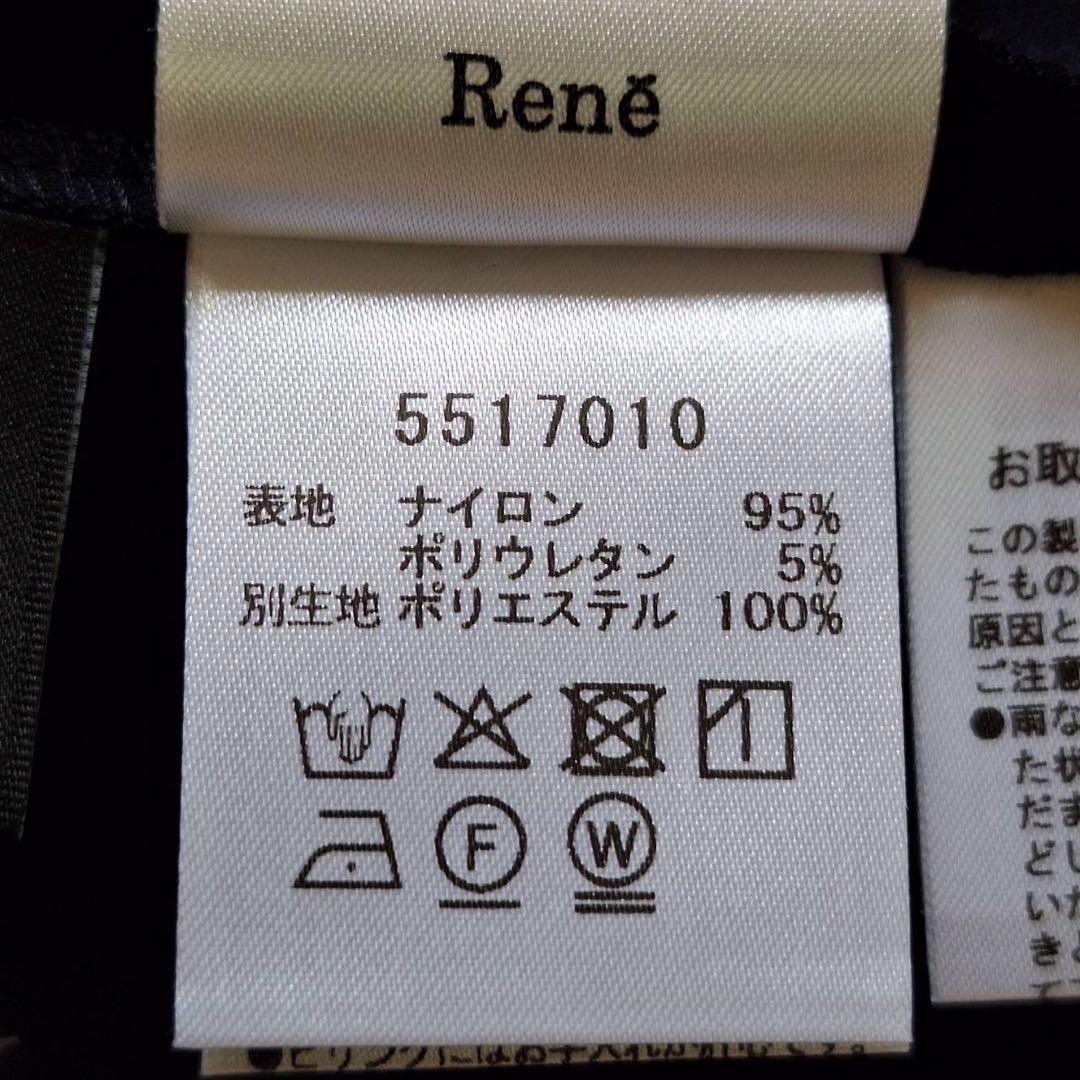 Reně
5517010
表地 ナイロン 95%
ポリウレタン 5%
別生地 ポリエステル 100%
F W
お取
この製
たもの
原因と
ご注意
●雨な
た状
だま
どし
いた
きと